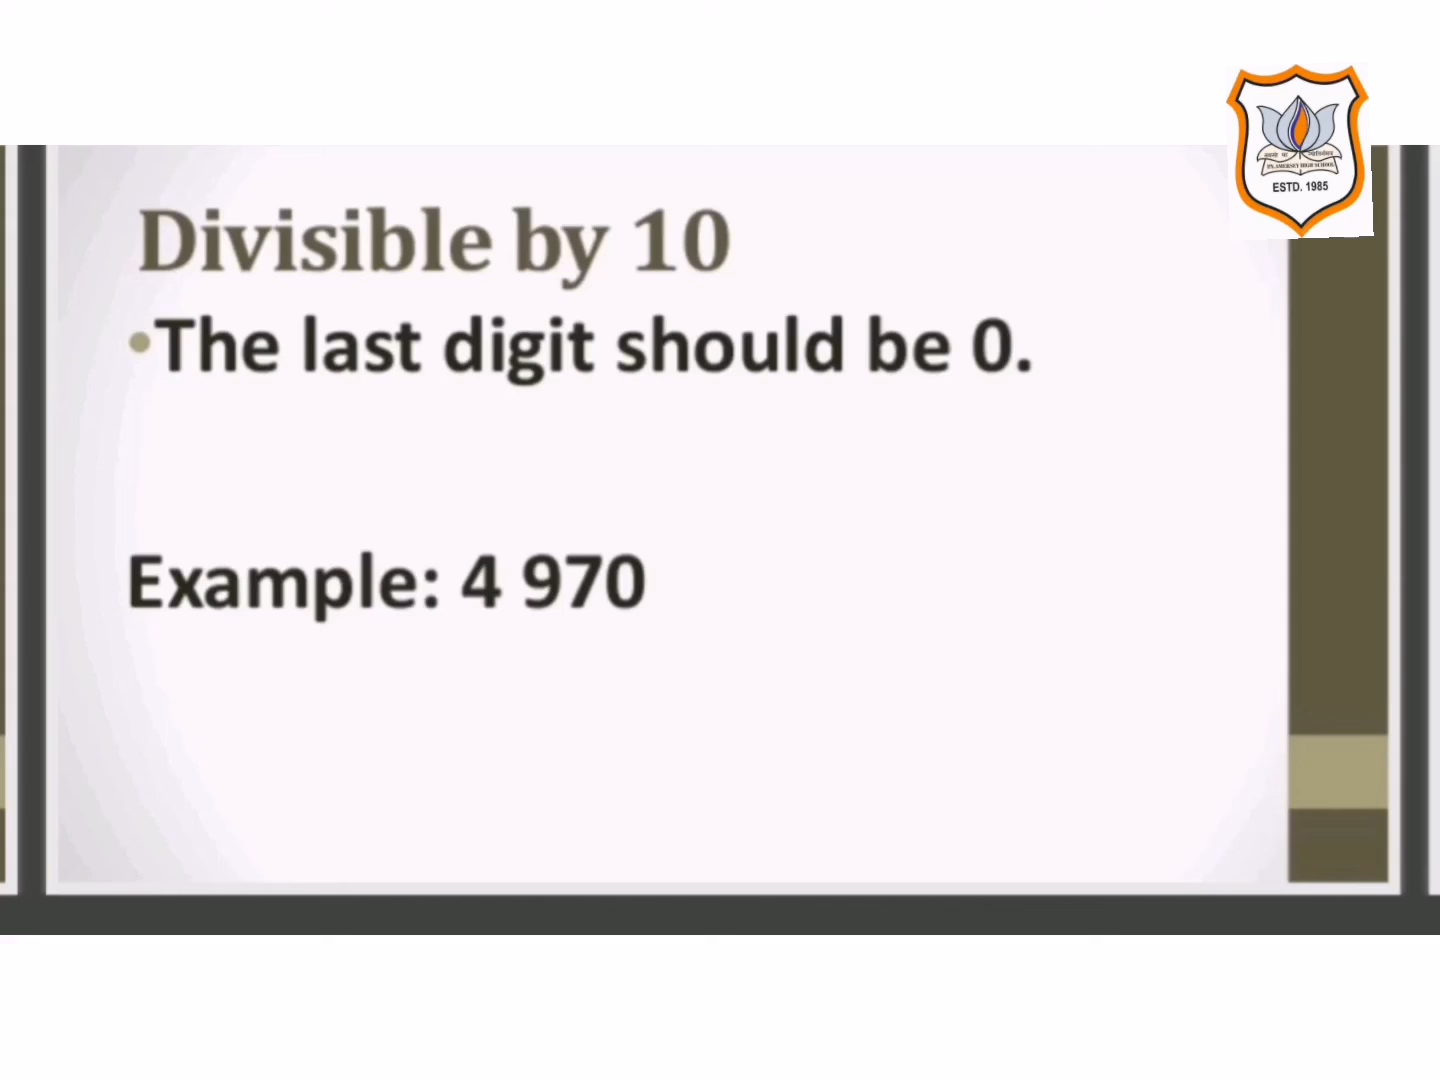 Divisible by 10
•The last digit should be 0.
Example: 4 970
ESTD. 1985